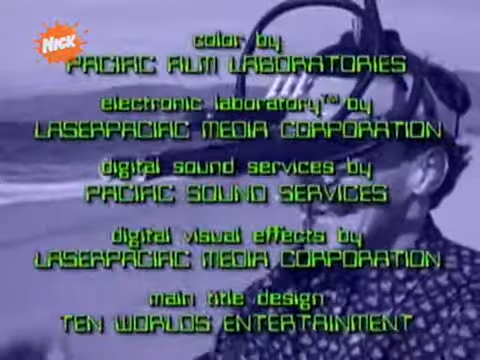 NICK
color by
PACIFIC FILM LABORATORIES
electronic laboratory™ by
LASERPACIFIC MEDIA CORPORATION
digital sound services by
PACIFIC SOUND SERVICES
digital visual effects by
LASERPACIFIC MEDIA CORPORATION
main title design
TEN WORLDS ENTERTAINMENT